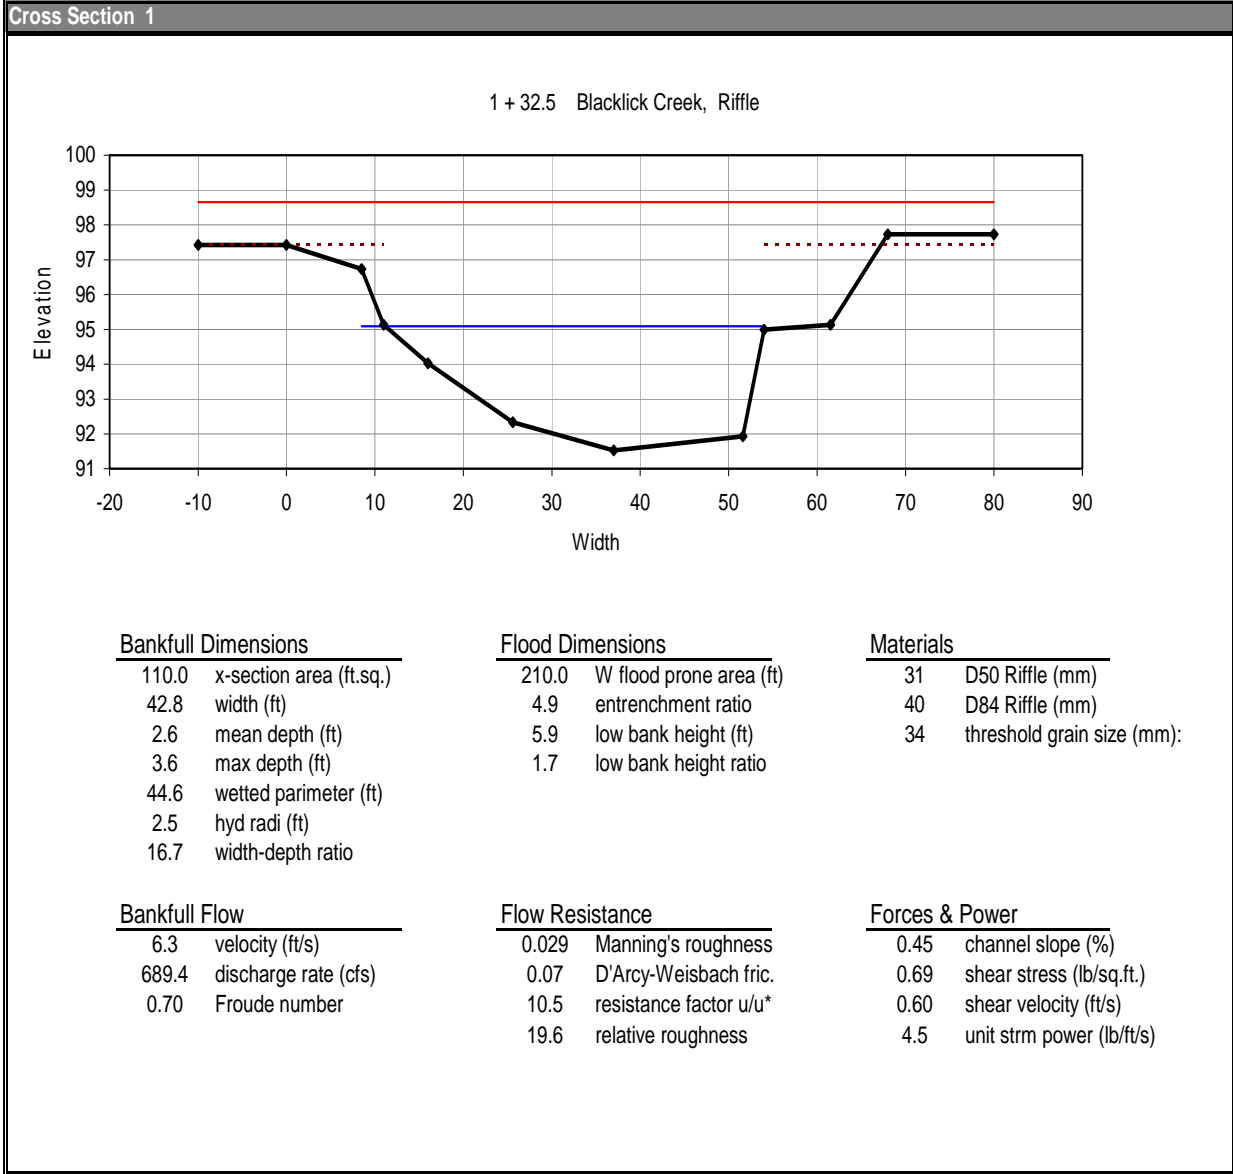 Cross Section 1
1 + 32.5 Blacklick Creek, Riffle
100
99
98
97
96
95
94
93
92
91
Elevation
-20 -10 0 10 20 30 40 50 60 70 80 90
Width
Bankfull Dimensions
110.0 x-section area (ft.sq.)
42.8 width (ft)
2.6 mean depth (ft)
3.6 max depth (ft)
44.6 wetted parimeter (ft)
2.5 hyd radi (ft)
16.7 width-depth ratio
Flood Dimensions
210.0 W flood prone area (ft)
4.9 entrenchment ratio
5.9 low bank height (ft)
1.7 low bank height ratio
Materials
31 D50 Riffle (mm)
40 D84 Riffle (mm)
34 threshold grain size (mm):
Bankfull Flow
6.3 velocity (ft/s)
689.4 discharge rate (cfs)
0.70 Froude number
Flow Resistance
0.029 Manning's roughness
0.07 D'Arcy-Weisbach fric.
10.5 resistance factor u/u*
19.6 relative roughness
Forces & Power
0.45 channel slope (%)
0.69 shear stress (lb/sq.ft.)
0.60 shear velocity (ft/s)
4.5 unit strm power (lb/ft/s)